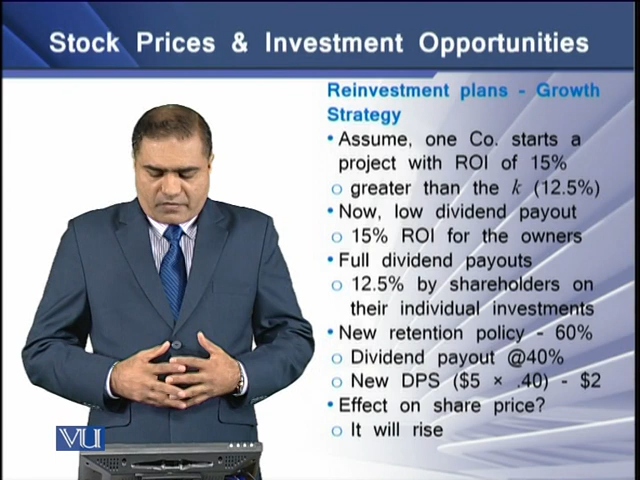 Stock Prices & Investment Opportunities
Reinvestment plans - Growth
Strategy
• Assume, one Co. starts a
project with ROI of 15%
o greater than the k (12.5%)
• Now, low dividend payout
o 15% ROI for the owners
• Full dividend payouts
o 12.5% by shareholders on
their individual investments
• New retention policy - 60%
o Dividend payout @40%
o New DPS ($5 × .40) - $2
• Effect on share price?
o It will rise
VU